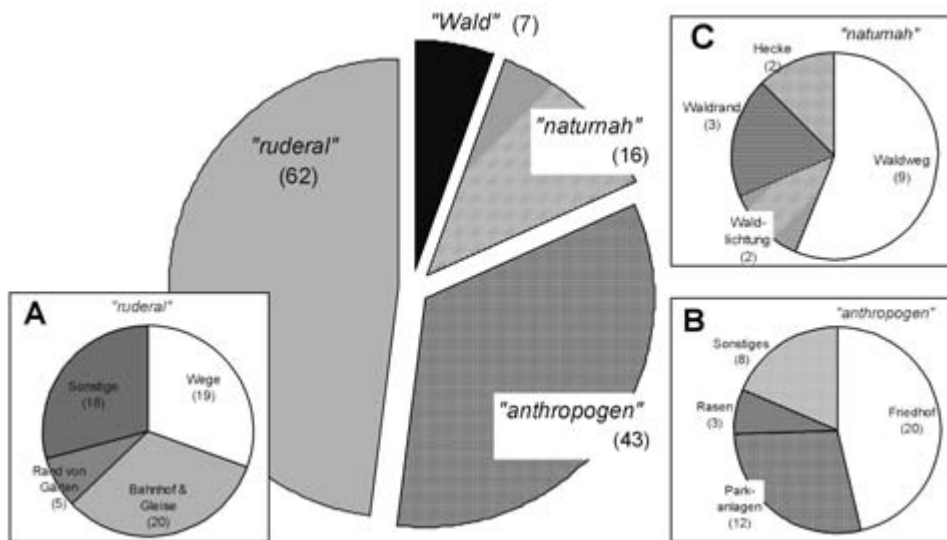 "Wald" (7)
"naturnah"
(16)
"ruderal"
(62)
"anthropogen"
(43)
A
"ruderal"
Wege
(19)
Bahnhof &
Gleise
(20)
Rand von
Gärten
(5)
Sonstige
(18)
C
"naturnah"
Hecke
(2)
Waldrand
(3)
Waldweg
(9)
Wald-
lichtung
(2)
B
"anthropogen"
Sonstiges
(8)
Rasen
(3)
Friedhof
(20)
Park-
anlagen
(12)